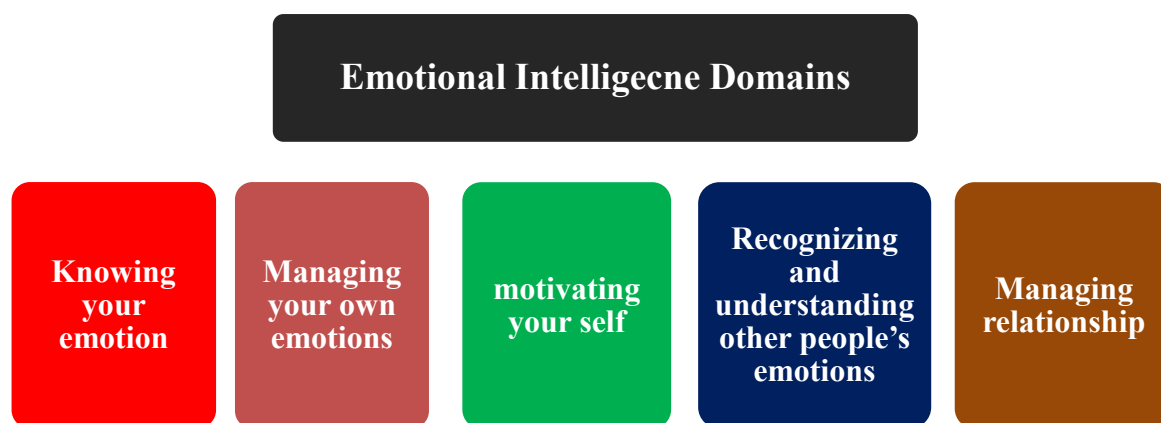 Emotional Intelligecne Domains
Knowing
your
emotion
Managing
your own
emotions
motivating
your self
Recognizing
and
understanding
other people’s
emotions
Managing
relationship